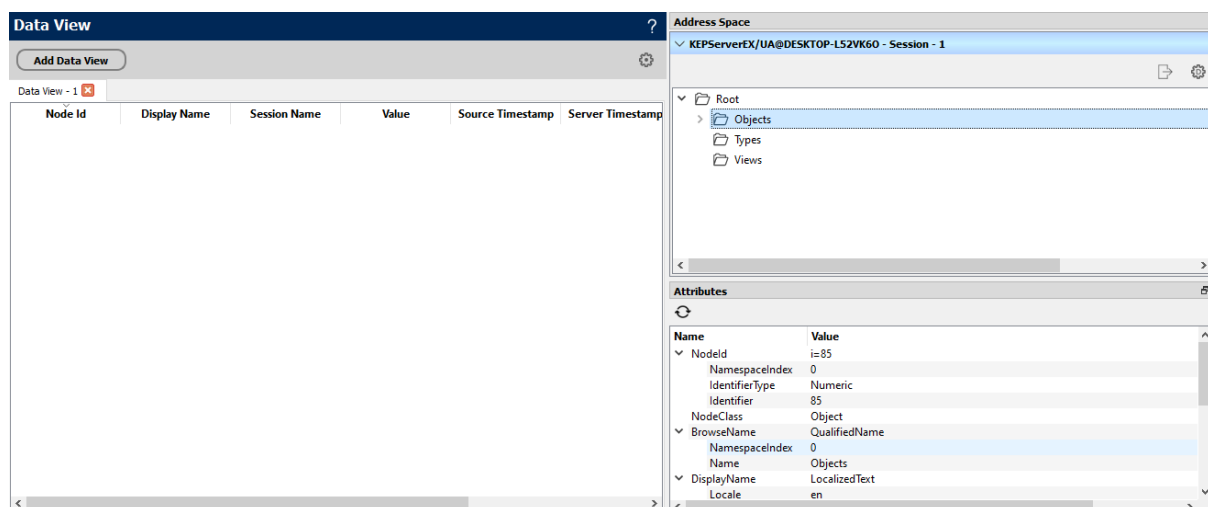 Data View
?
Add Data View
Data View - 1
Node Id Display Name Session Name Value Source Timestamp Server Timestamp
Address Space
KEPServerEX/UA@DESKTOP-L52VK6O - Session - 1
Root
Objects
Types
Views
Attributes
Name Value
NodeId i=85
NamespaceIndex 0
IdentifierType Numeric
Identifier 85
NodeClass Object
BrowseName QualifiedName
NamespaceIndex 0
Name Objects
DisplayName LocalizedText
Locale en